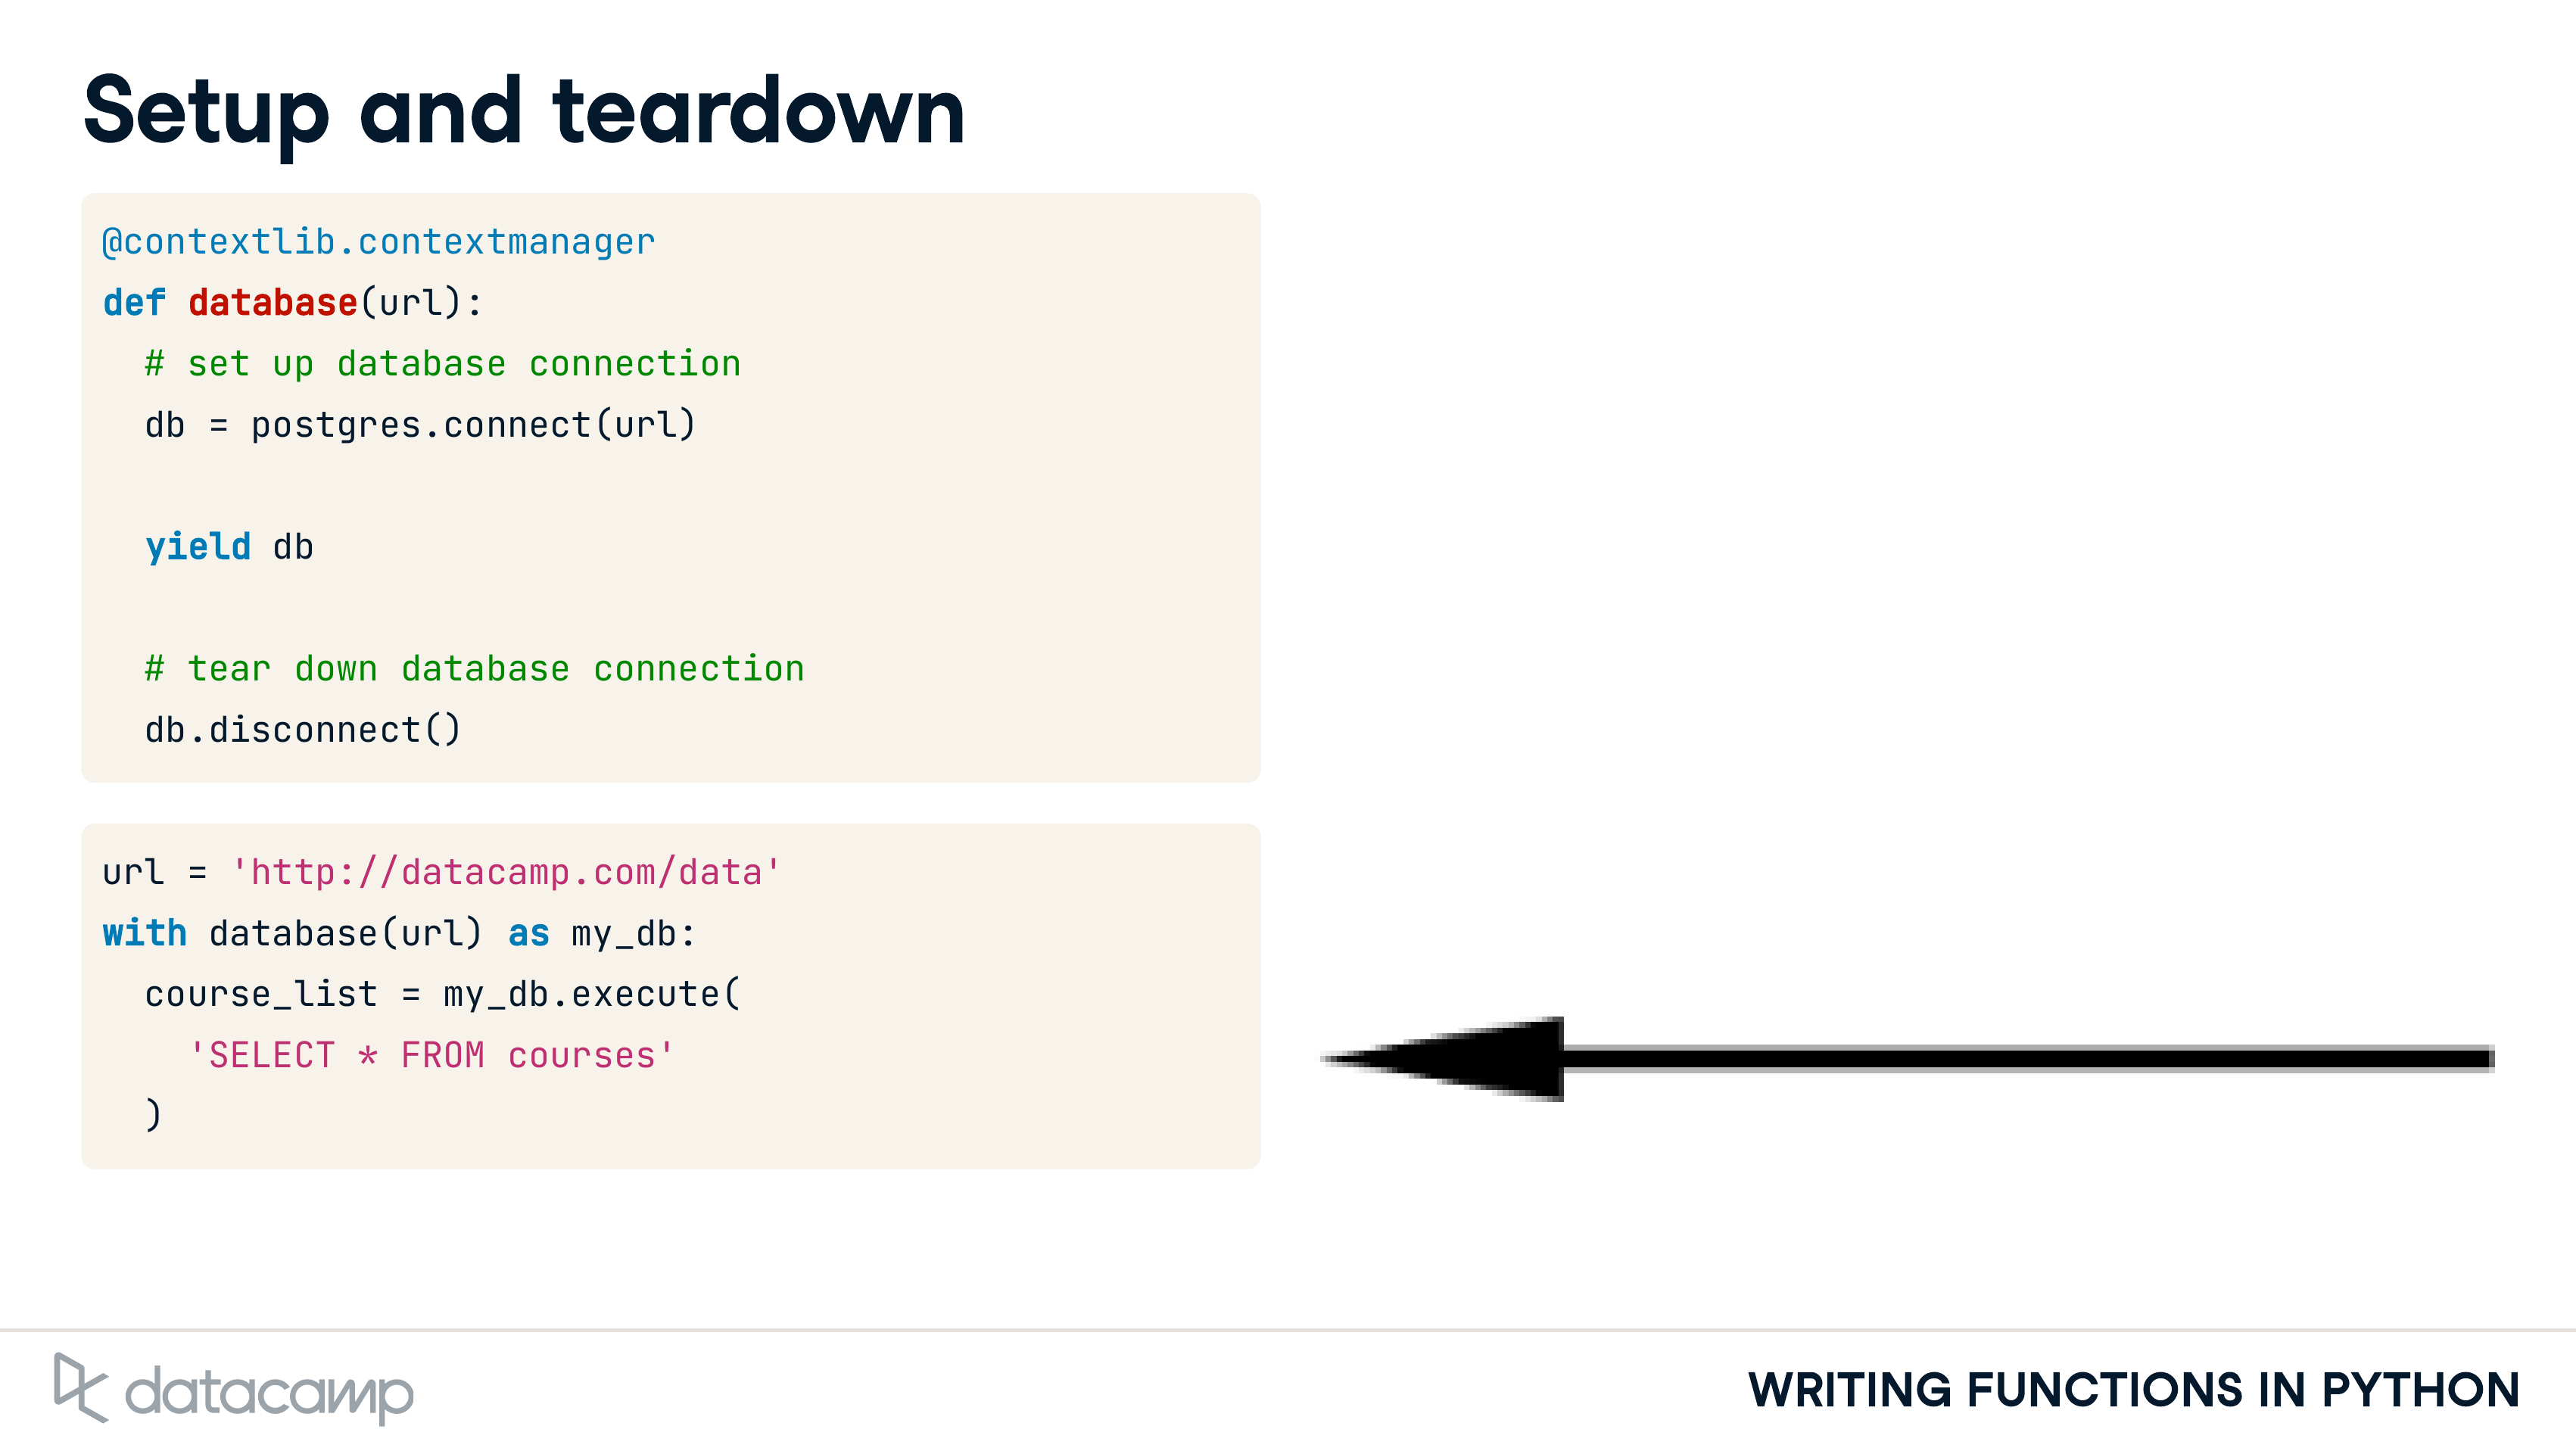 Setup and teardown
@contextlib.contextmanager
def database(url):
  # set up database connection
  db = postgres.connect(url)
  yield db
  # tear down database connection
  db.disconnect()
url = 'http://datacamp.com/data'
with database(url) as my_db:
  course_list = my_db.execute(
    'SELECT * FROM courses'
  )
datacamp
WRITING FUNCTIONS IN PYTHON